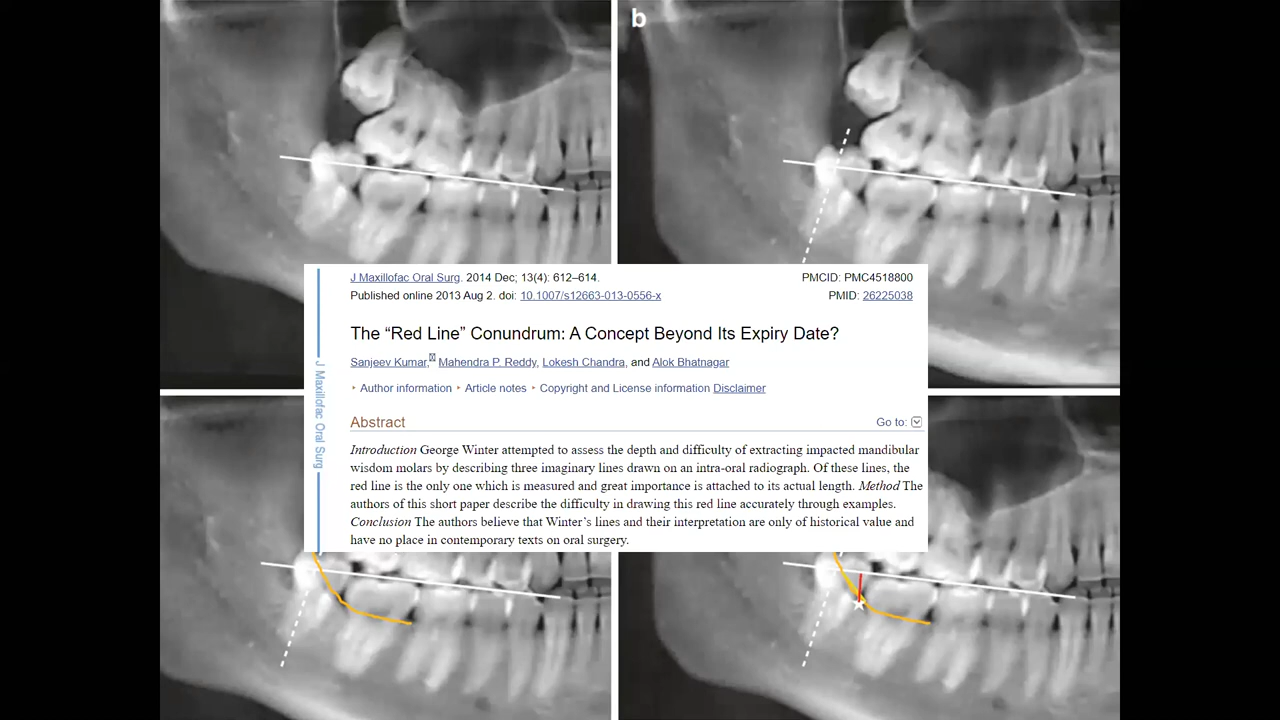 b
J Maxillofac Oral Surg. 2014 Dec; 13(4): 612–614.
PMCID: PMC4518800
Published online 2013 Aug 2. doi: 10.1007/s12663-013-0556-x
PMID: 26225038
The “Red Line” Conundrum: A Concept Beyond Its Expiry Date?
Sanjeev Kumar, Mahendra P. Reddy, Lokesh Chandra, and Alok Bhatnagar
Author information Article notes Copyright and License information Disclaimer
J Maxillofac Oral Surg
Abstract
Go to:
Introduction George Winter attempted to assess the depth and difficulty of extracting impacted mandibular
wisdom molars by describing three imaginary lines drawn on an intra-oral radiograph. Of these lines, the
red line is the only one which is measured and great importance is attached to its actual length. Method The
authors of this short paper describe the difficulty in drawing this red line accurately through examples.
Conclusion The authors believe that Winter’s lines and their interpretation are only of historical value and
have no place in contemporary texts on oral surgery.